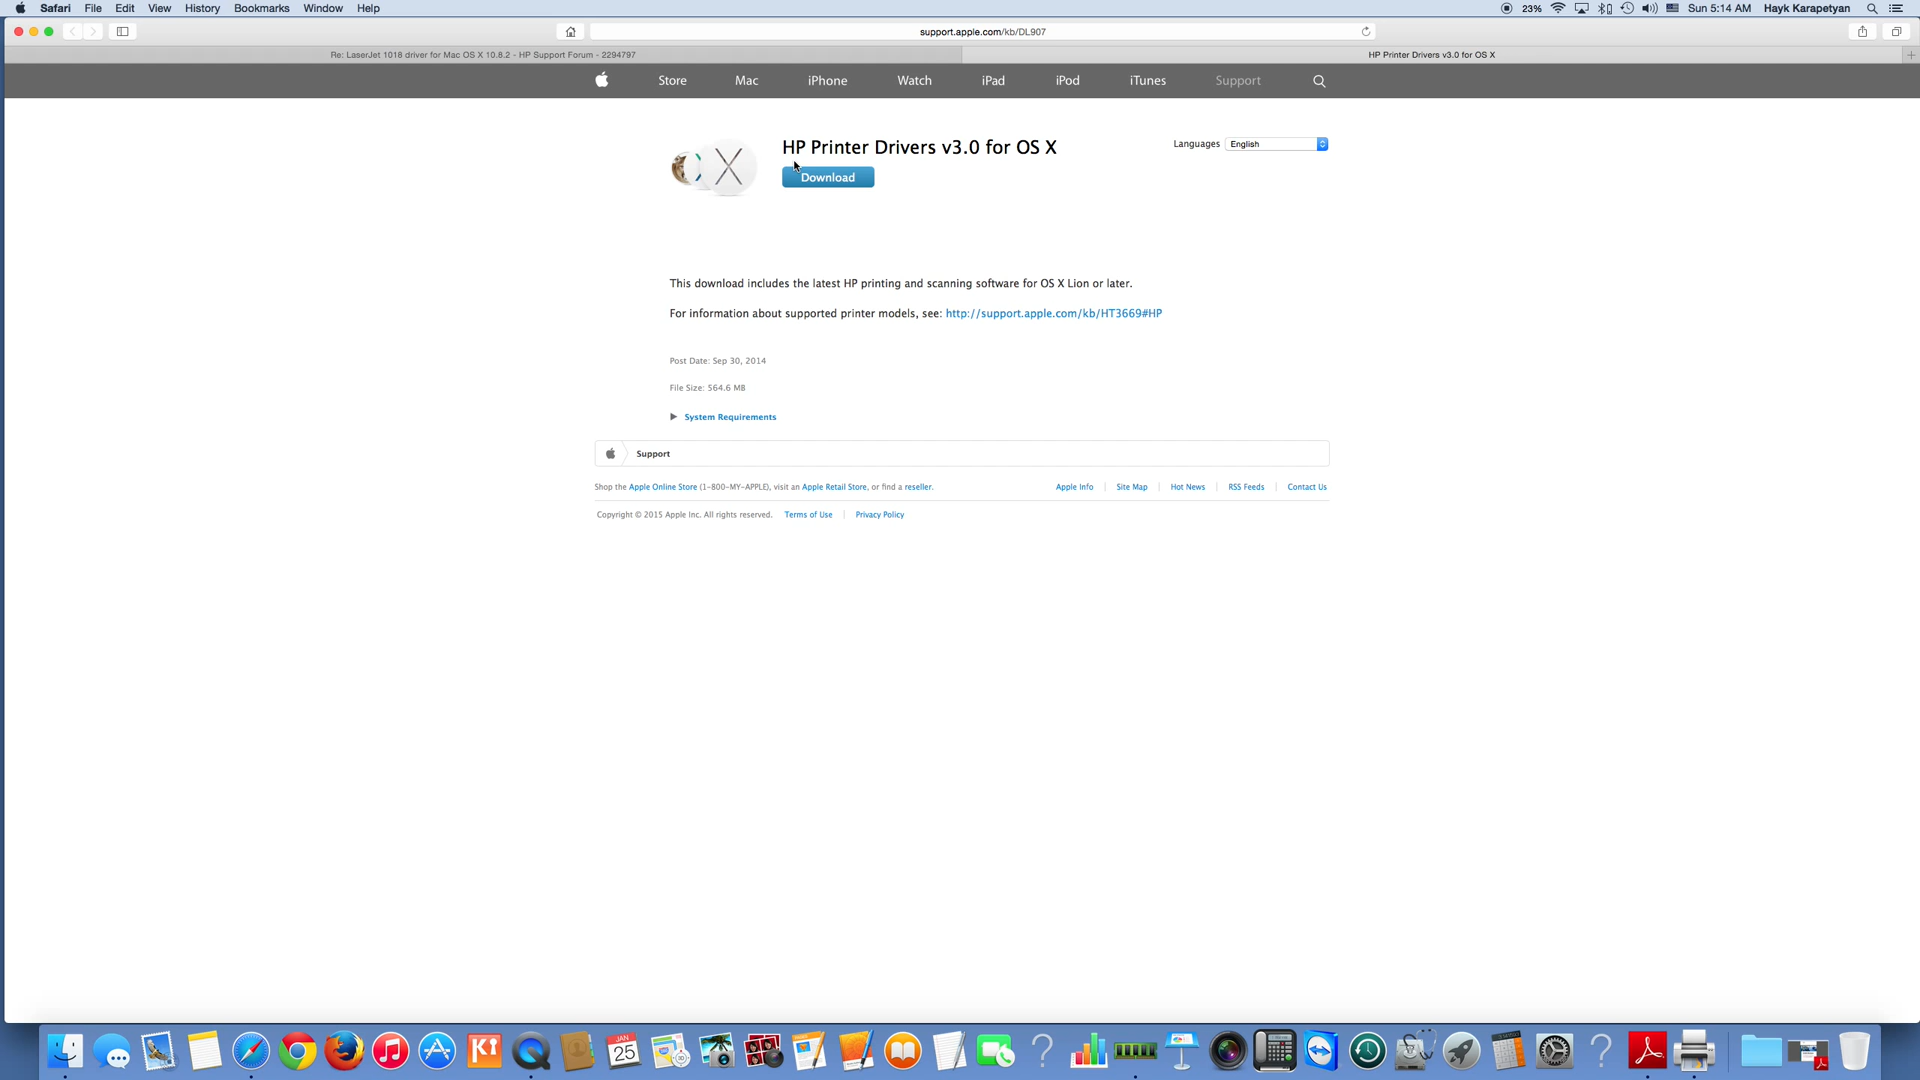 Safari File Edit View History Bookmarks Window Help 23% Sun 5:14 AM Hayk Karapetyan
support.apple.com/kb/DL907
Re: LaserJet 1018 driver for Mac OS X 10.8.2 - HP Support Forum - 2294797 HP Printer Drivers v3.0 for OS X
Store Mac iPhone Watch iPad iPod iTunes Support
HP Printer Drivers v3.0 for OS X
Languages English
Download
This download includes the latest HP printing and scanning software for OS X Lion or later.
For information about supported printer models, see: http://support.apple.com/kb/HT3669#HP
Post Date: Sep 30, 2014
File Size: 564.6 MB
System Requirements
Support
Shop the Apple Online Store (1-800-MY-APPLE), visit an Apple Retail Store, or find a reseller. Apple Info Site Map Hot News RSS Feeds Contact Us
Copyright © 2015 Apple Inc. All rights reserved. Terms of Use Privacy Policy
JAN
25